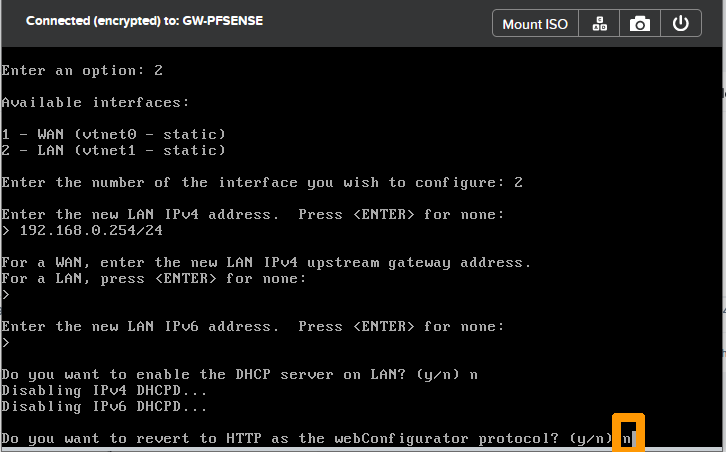 Connected (encrypted) to: GW-PFSENSE
Mount ISO
Enter an option: 2
Available interfaces:
1 - WAN (vtnet0 - static)
2 - LAN (vtnet1 - static)
Enter the number of the interface you wish to configure: 2
Enter the new LAN IPv4 address.  Press <ENTER> for none:
> 192.168.0.254/24
For a WAN, enter the new LAN IPv4 upstream gateway address.
For a LAN, press <ENTER> for none:
>
Enter the new LAN IPv6 address.  Press <ENTER> for none:
>
Do you want to enable the DHCP server on LAN? (y/n) n
Disabling IPv4 DHCPD...
Disabling IPv6 DHCPD...
Do you want to revert to HTTP as the webConfigurator protocol? (y/n) n